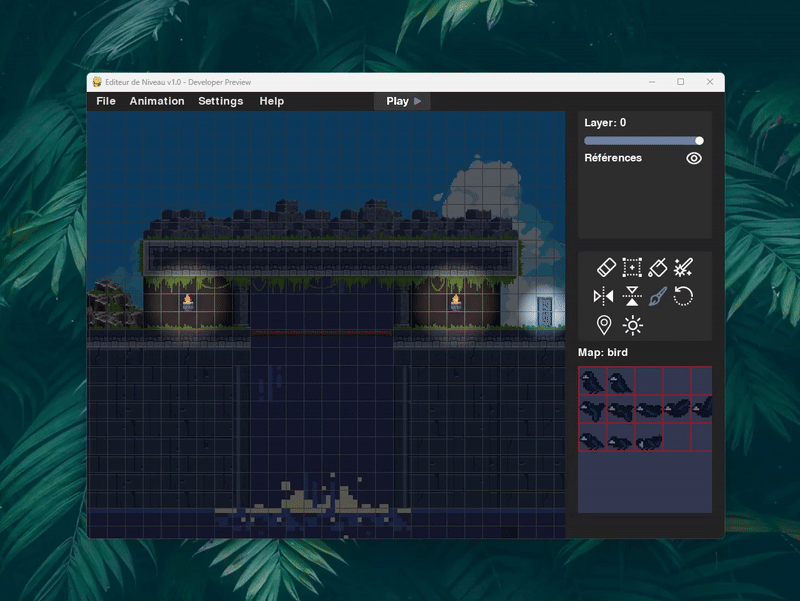 Editeur de Niveau v1.0 - Developer Preview
File Animation Settings Help Play
Layer: 0
Références
Map: bird